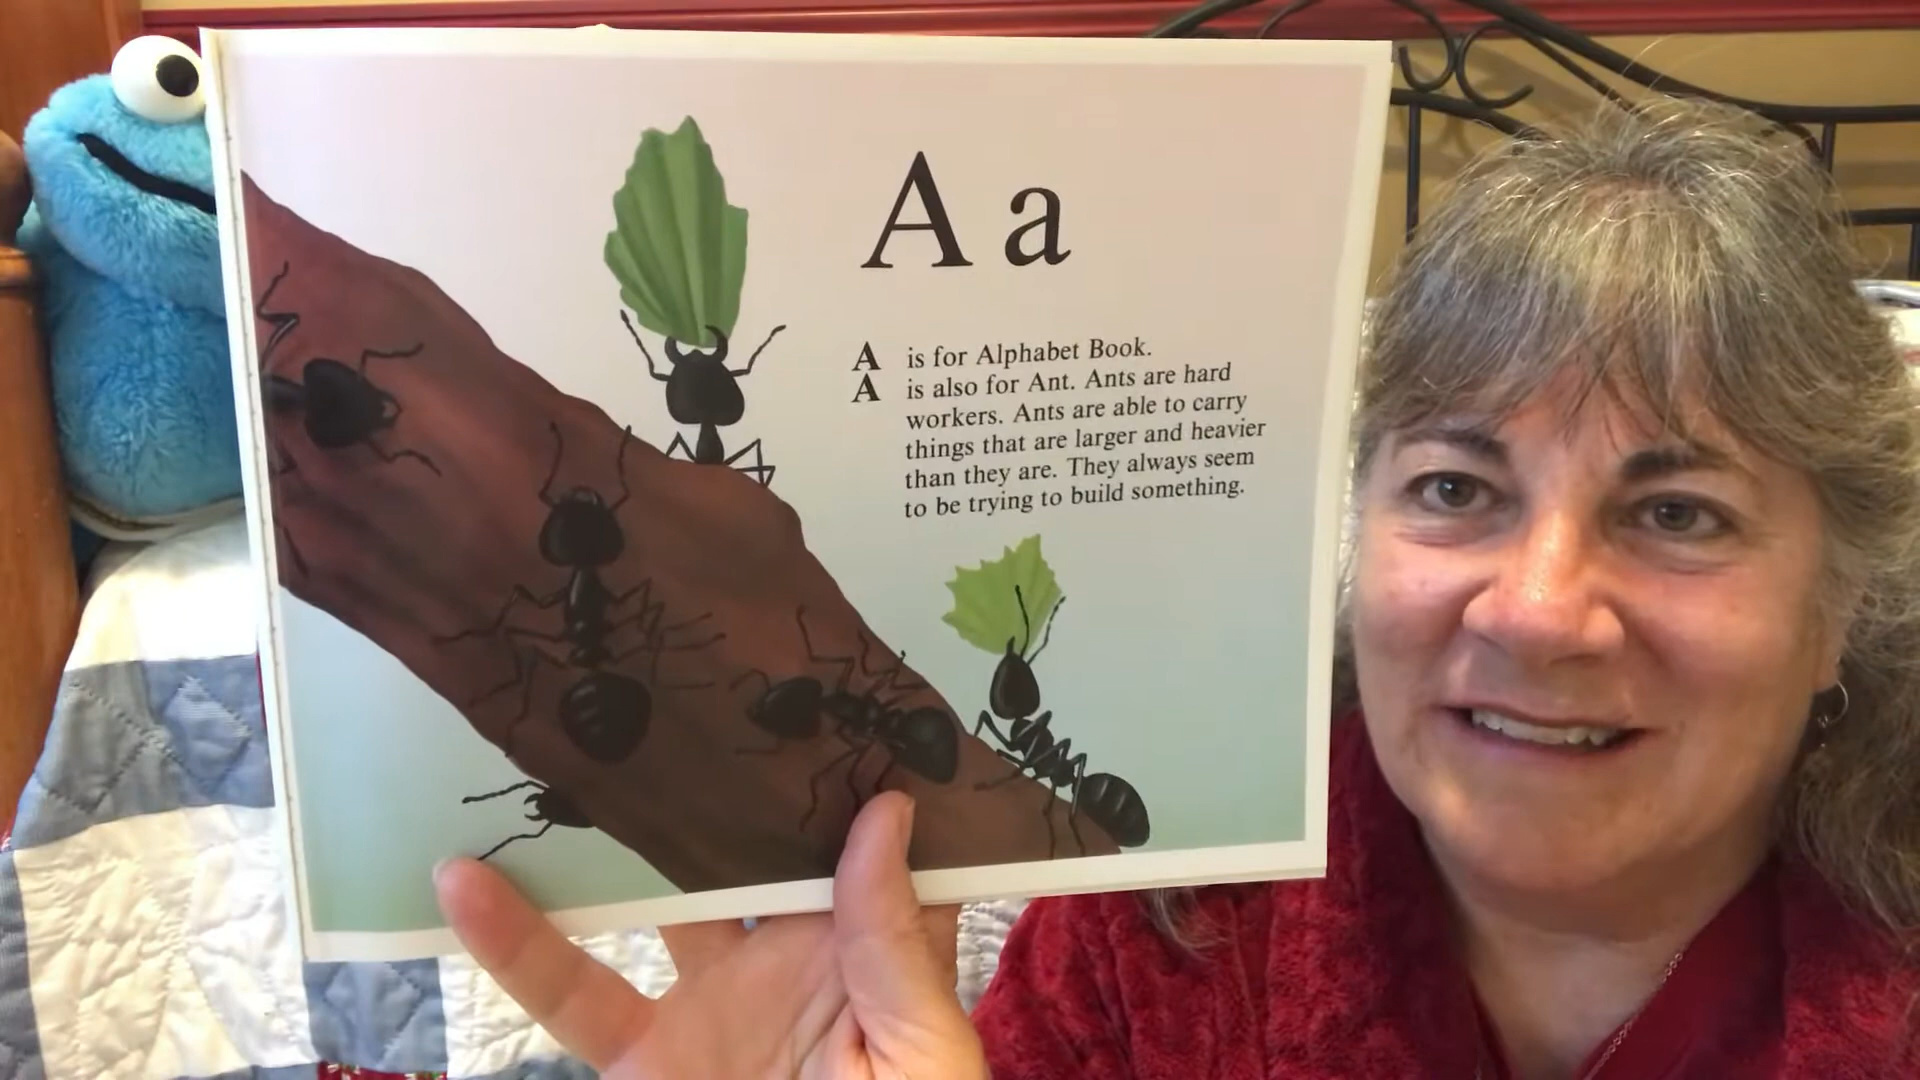 A a
A is for Alphabet Book.
A is also for Ant. Ants are hard
workers. Ants are able to carry
things that are larger and heavier
than they are. They always seem
to be trying to build something.